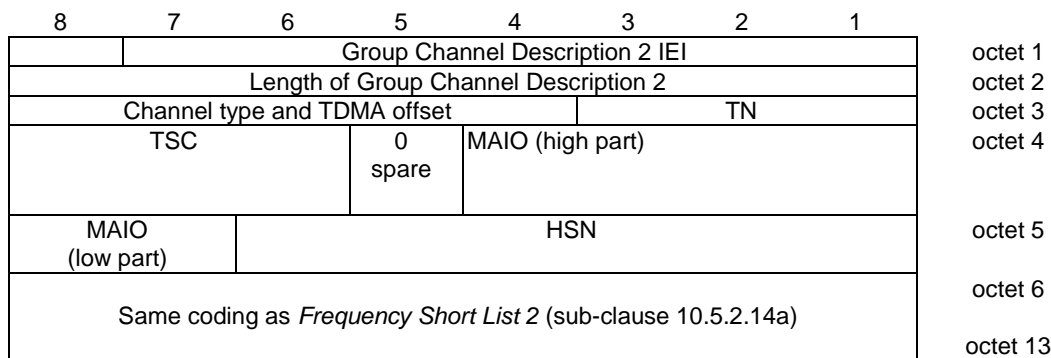 8 7 6 5 4 3 2 1
Group Channel Description 2 IEI octet 1
Length of Group Channel Description 2 octet 2
Channel type and TDMA offset TN octet 3
TSC 0 MAIO (high part) octet 4
spare
MAIO HSN octet 5
(low part)
octet 6
Same coding as Frequency Short List 2 (sub-clause 10.5.2.14a)
octet 13